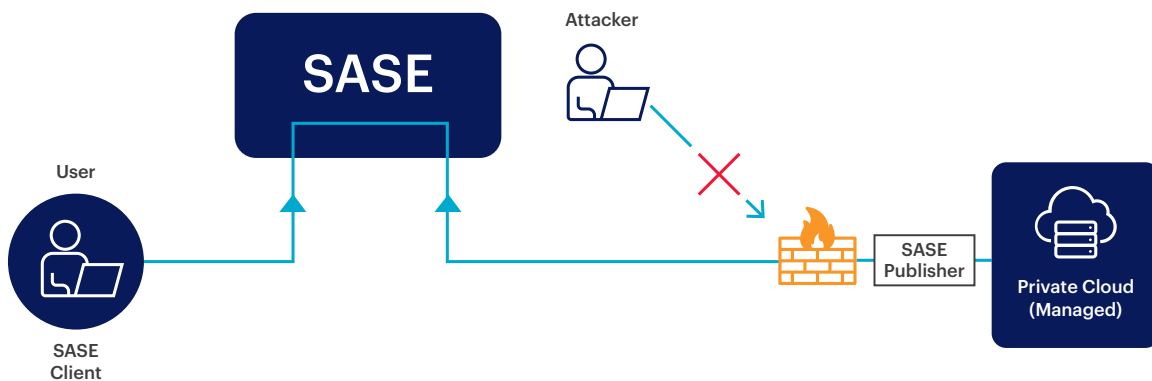 SASE
Attacker
User
SASE
Client
SASE
Publisher
Private Cloud
(Managed)